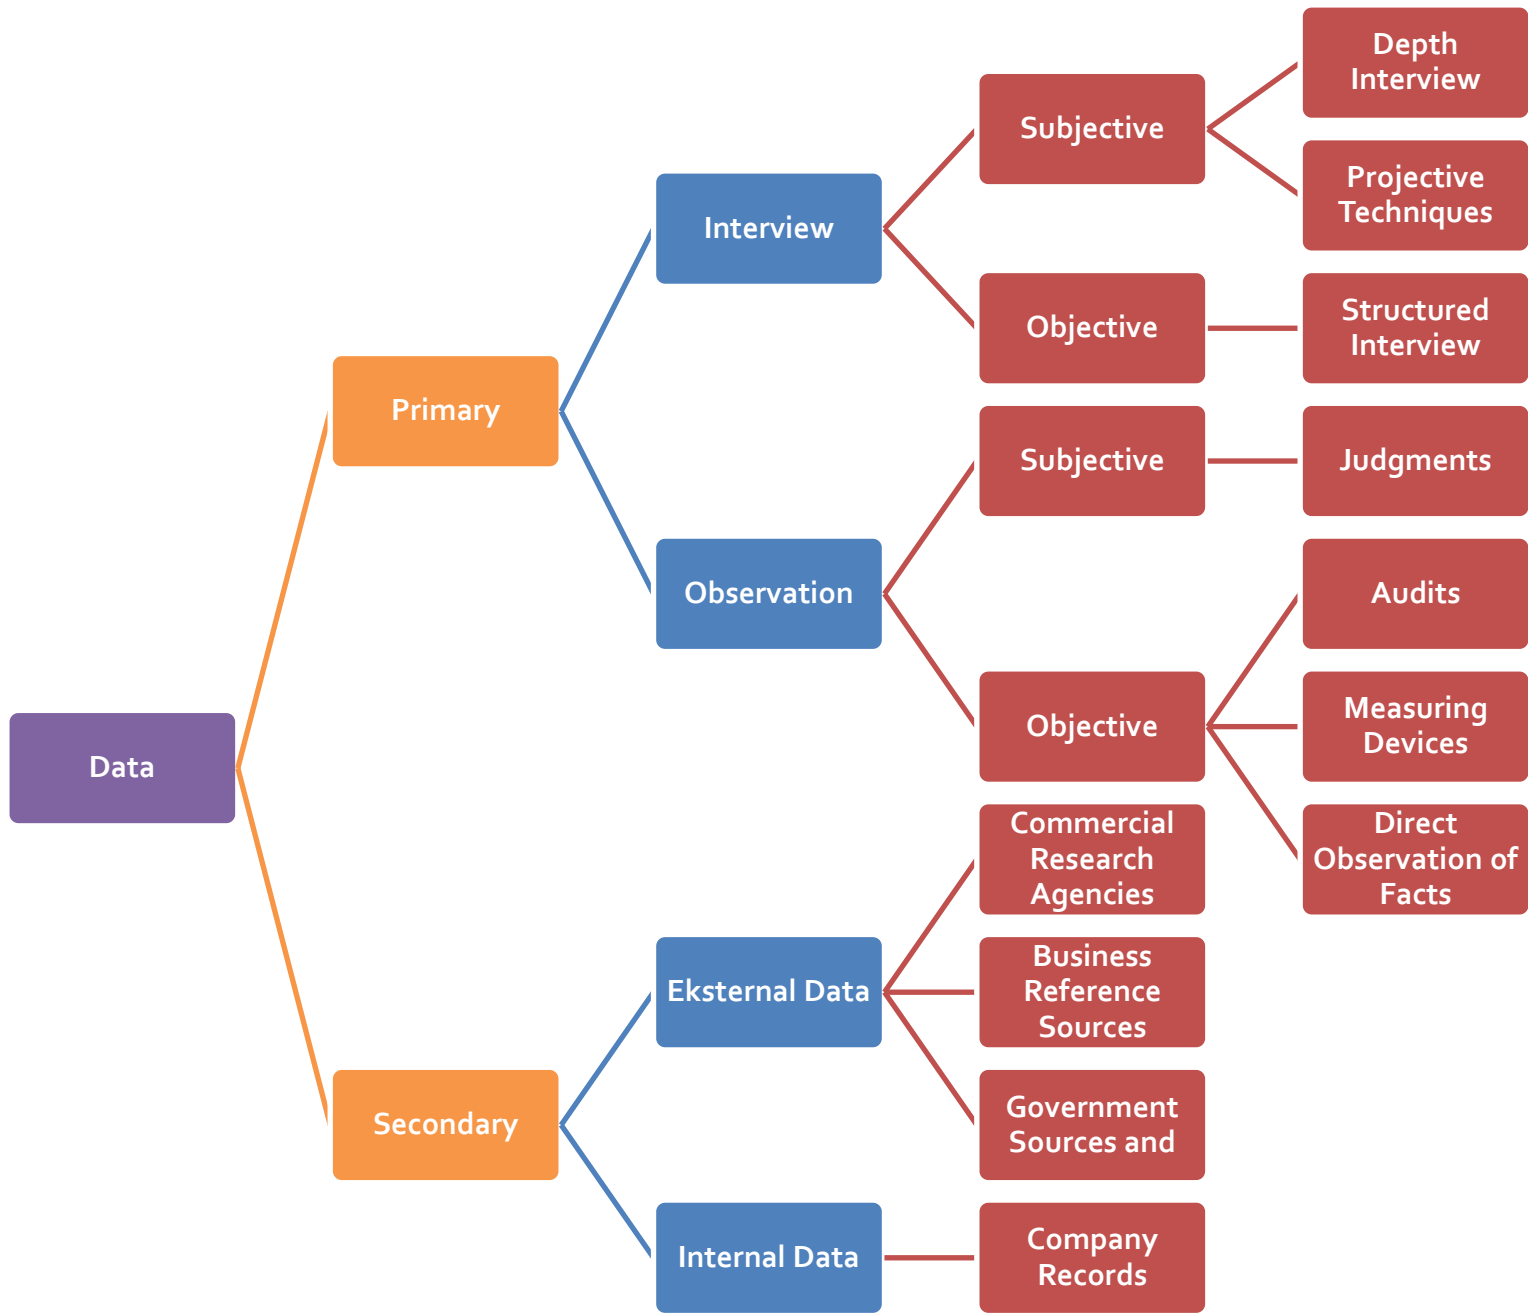 Depth
Interview
Subjective
Projective
Techniques
Interview
Structured
Interview
Objective
Primary
Subjective
Judgments
Observation
Audits
Objective
Measuring
Devices
Data
Commercial
Research
Agencies
Direct
Observation of
Facts
Eksternal Data
Business
Reference
Sources
Secondary
Government
Sources and
Internal Data
Company
Records